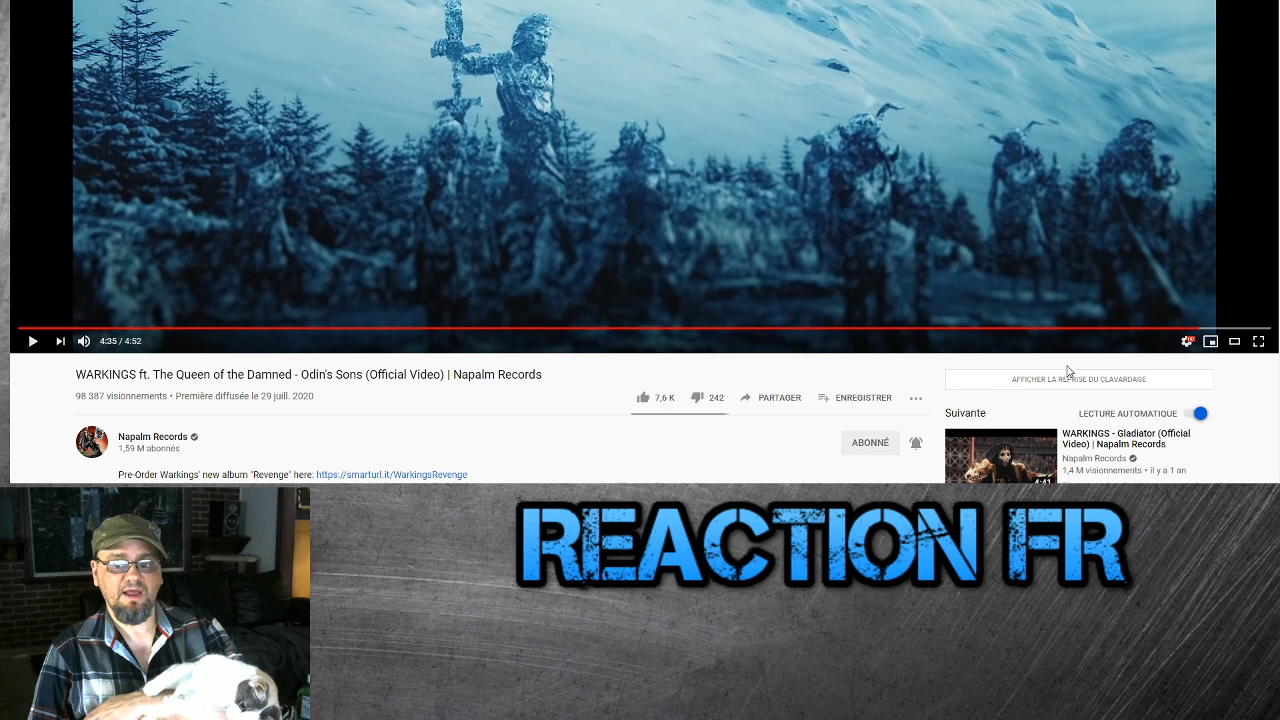 4:35 / 4:52
HD
WARKINGS ft. The Queen of the Damned - Odin's Sons (Official Video) | Napalm Records
98 387 visionnements • Première diffusée le 29 juill. 2020
7,6 K
242
PARTAGER
ENREGISTRER
Napalm Records
1,59 M abonnés
ABONNÉ
Pre-Order Warkings' new album "Revenge" here: https://smarturl.it/WarkingsRevenge
AFFICHER LA REPRISE DU CLAVARDAGE
Suivante
LECTURE AUTOMATIQUE
WARKINGS - Gladiator (Official
Video) | Napalm Records
Napalm Records
1,4 M visionnements • il y a 1 an
4:41
REACTION FR